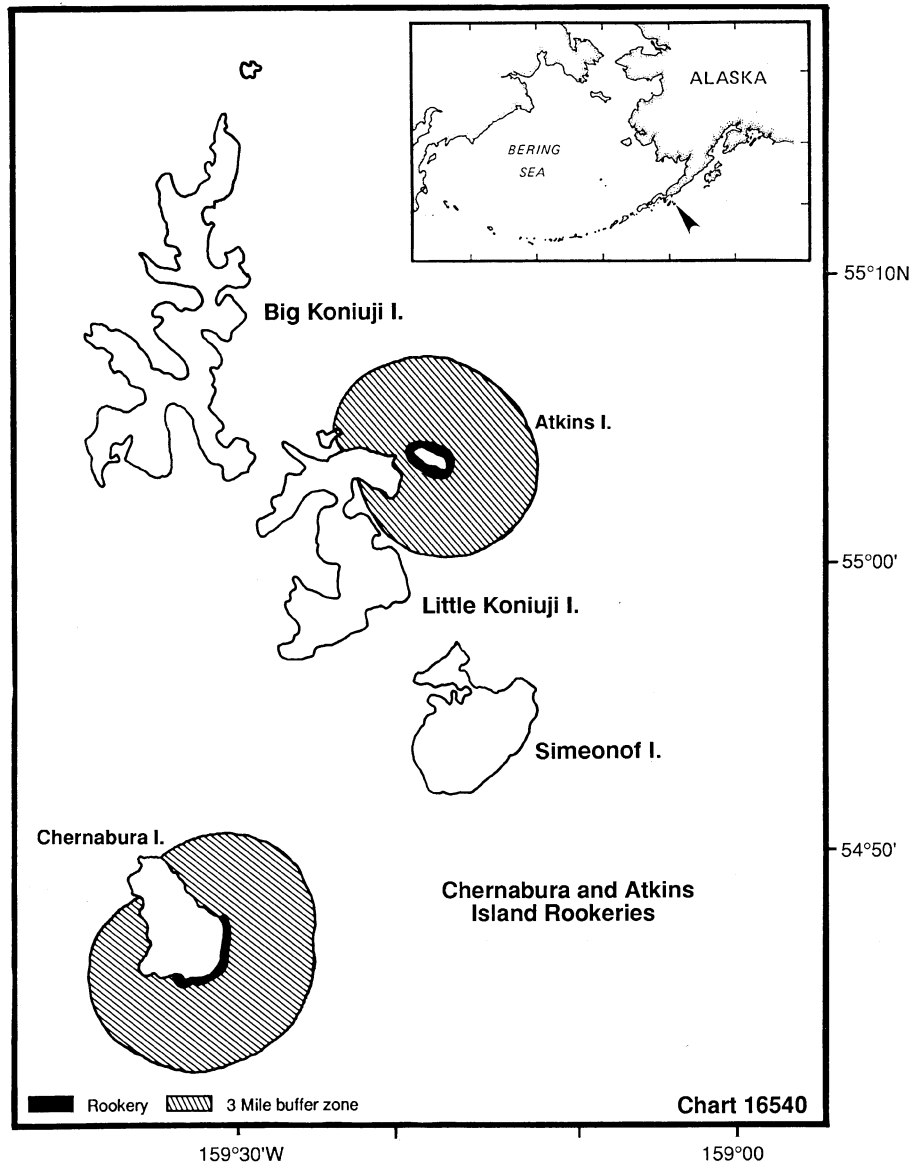 ALASKA
BERING
SEA
55°10N
Big Koniuji I.
Atkins I.
55°00'
Little Koniuji I.
Simeonof I.
Chernabura I.
54°50'
Chernabura and Atkins
Island Rookeries
Rookery
3 Mile buffer zone
Chart 16540
159°30'W
159°00